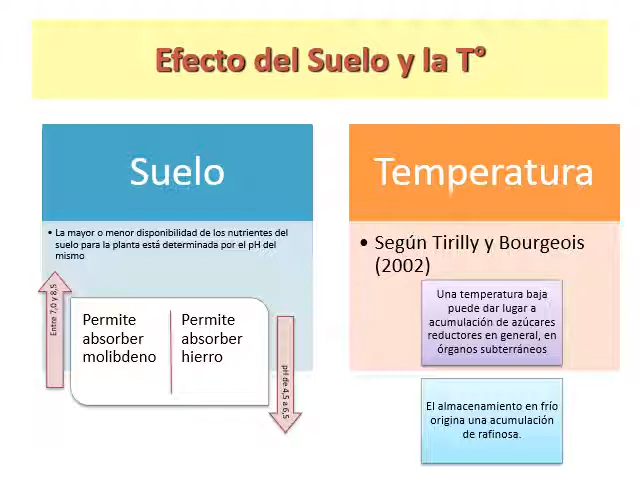 Efecto del Suelo y la T°
Suelo
• La mayor o menor disponibilidad de los nutrientes del
suelo para la planta está determinada por el pH del
mismo
Entre 7,0 y 8,5
Permite
absorber
molibdeno
Permite
absorber
hierro
pH de 4,5 a 6,5
Temperatura
• Según Tirilly y Bourgeois
(2002)
Una temperatura baja
puede dar lugar a
acumulación de azúcares
reductores en general, en
órganos subterráneos
El almacenamiento en frío
origina una acumulación
de rafinosa.